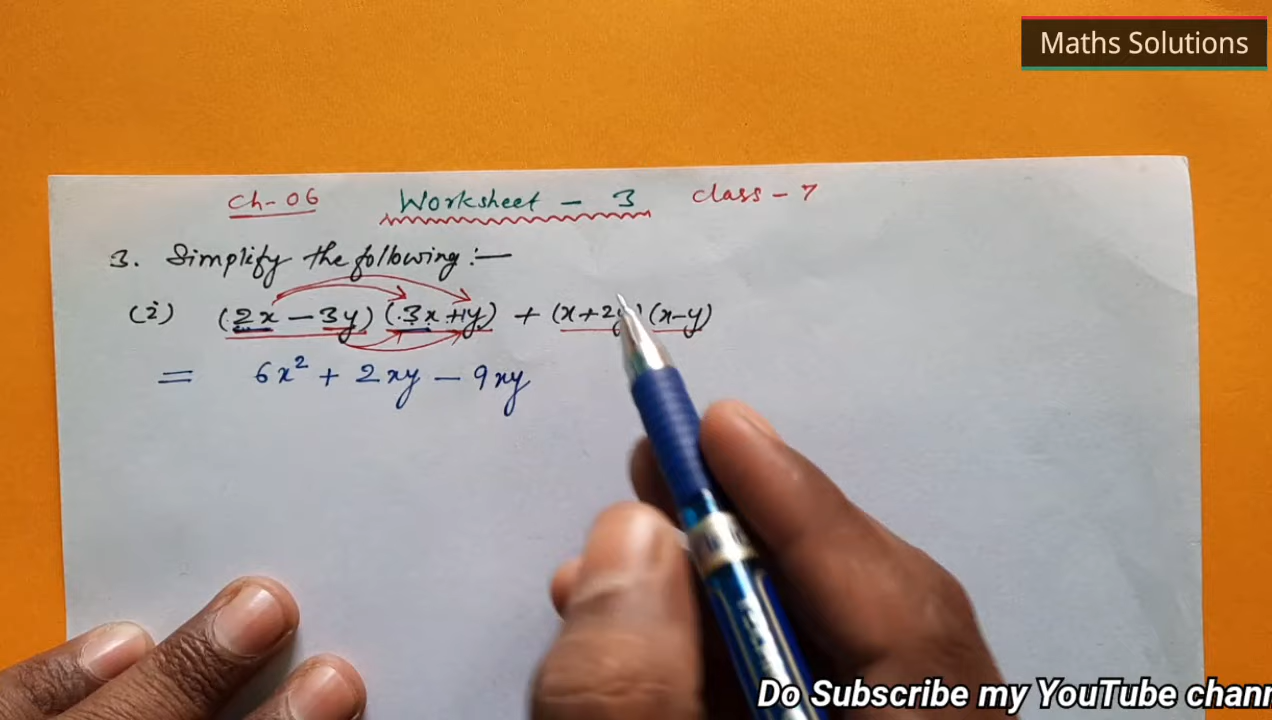 Maths Solutions
Ch-06 Worksheet - 3 Class - 7
3. Simplify the following :—
(i) (2x - 3y) (3x + y) + (x + 2y) (x - y)
= 6x² + 2xy - 9xy
Do Subscribe my YouTube